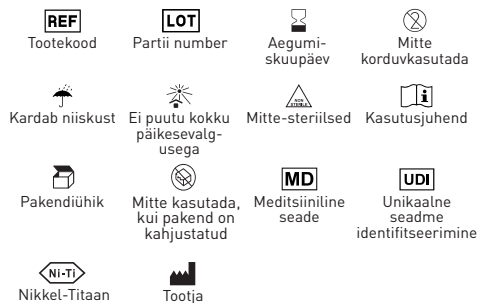 REF
Tootekood
LOT
Partii number
Aegumi-
skuupäev
2
Mitte
korduvkasutada
Kardab niiskust
Ei puutu kokku
päikesevalg-
usega
NON
STERILE
Mitte-steriilsed
i
Kasutusjuhend
Pakendiühik
Mitte kasutada,
kui pakend on
kahjustatud
MD
Meditsiiniline
seade
UDI
Unikaalne
seadme
identifitseerimine
Ni-Ti
Nikkel-Titaan
Tootja